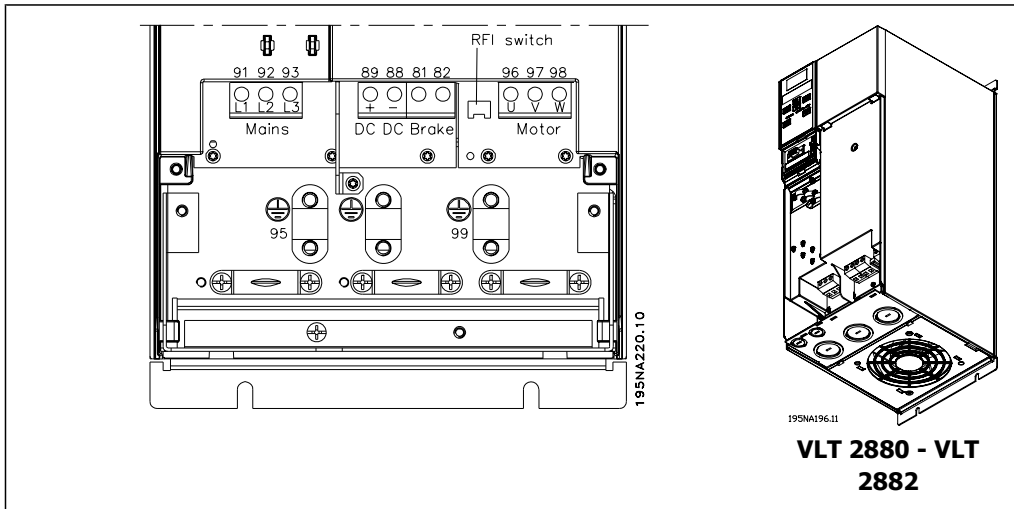 RFI switch
91 92 93 89 88 81 82 96 97 98
+ −
L1 L2 L3 U V W
Mains DC DC Brake Motor
95 99
195NA220.10
195NA196.11
VLT 2880 - VLT
2882